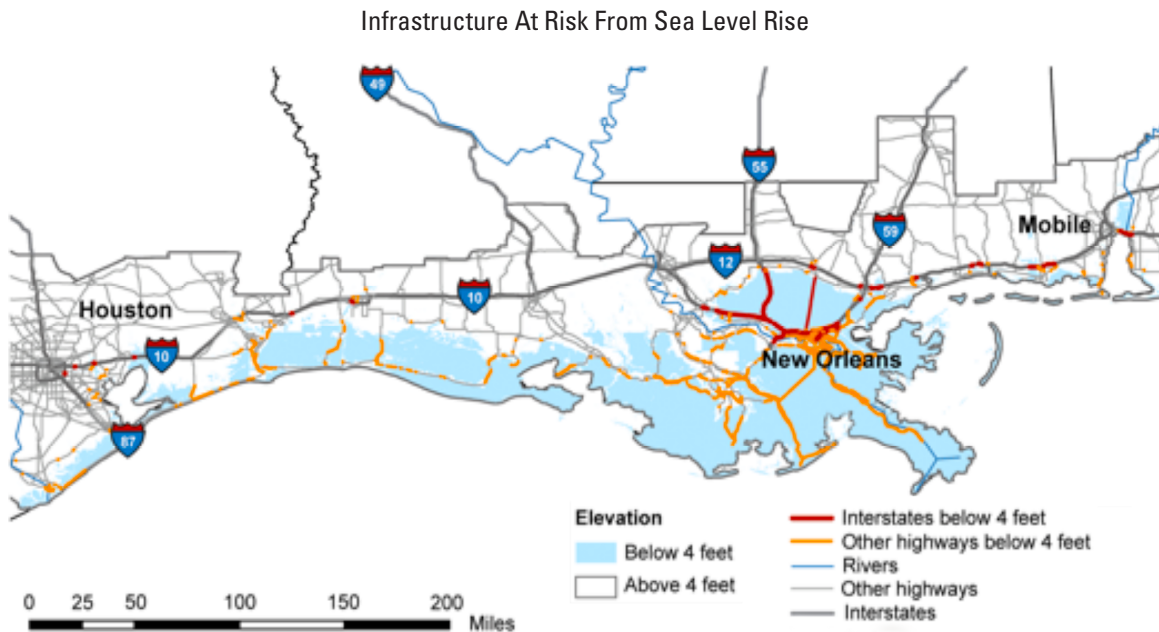 Infrastructure At Risk From Sea Level Rise
49
55
59
Mobile
12
10
Houston
10
New Orleans
87
Elevation
Below 4 feet
Above 4 feet
Interstates below 4 feet
Other highways below 4 feet
Rivers
Other highways
Interstates
0 25 50 100 150 200
Miles